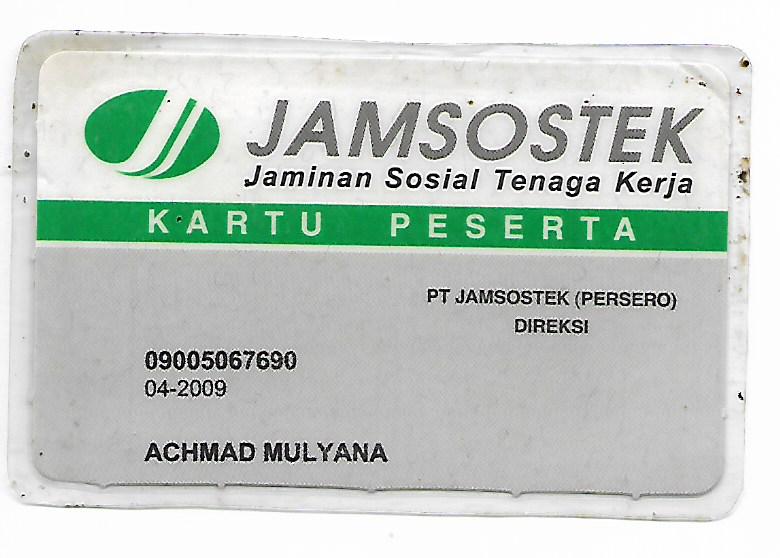 JAMSOSTEK
Jaminan Sosial Tenaga Kerja
KARTU PESERTA
PT JAMSOSTEK (PERSERO)
DIREKSI
09005067690
04-2009
ACHMAD MULYANA